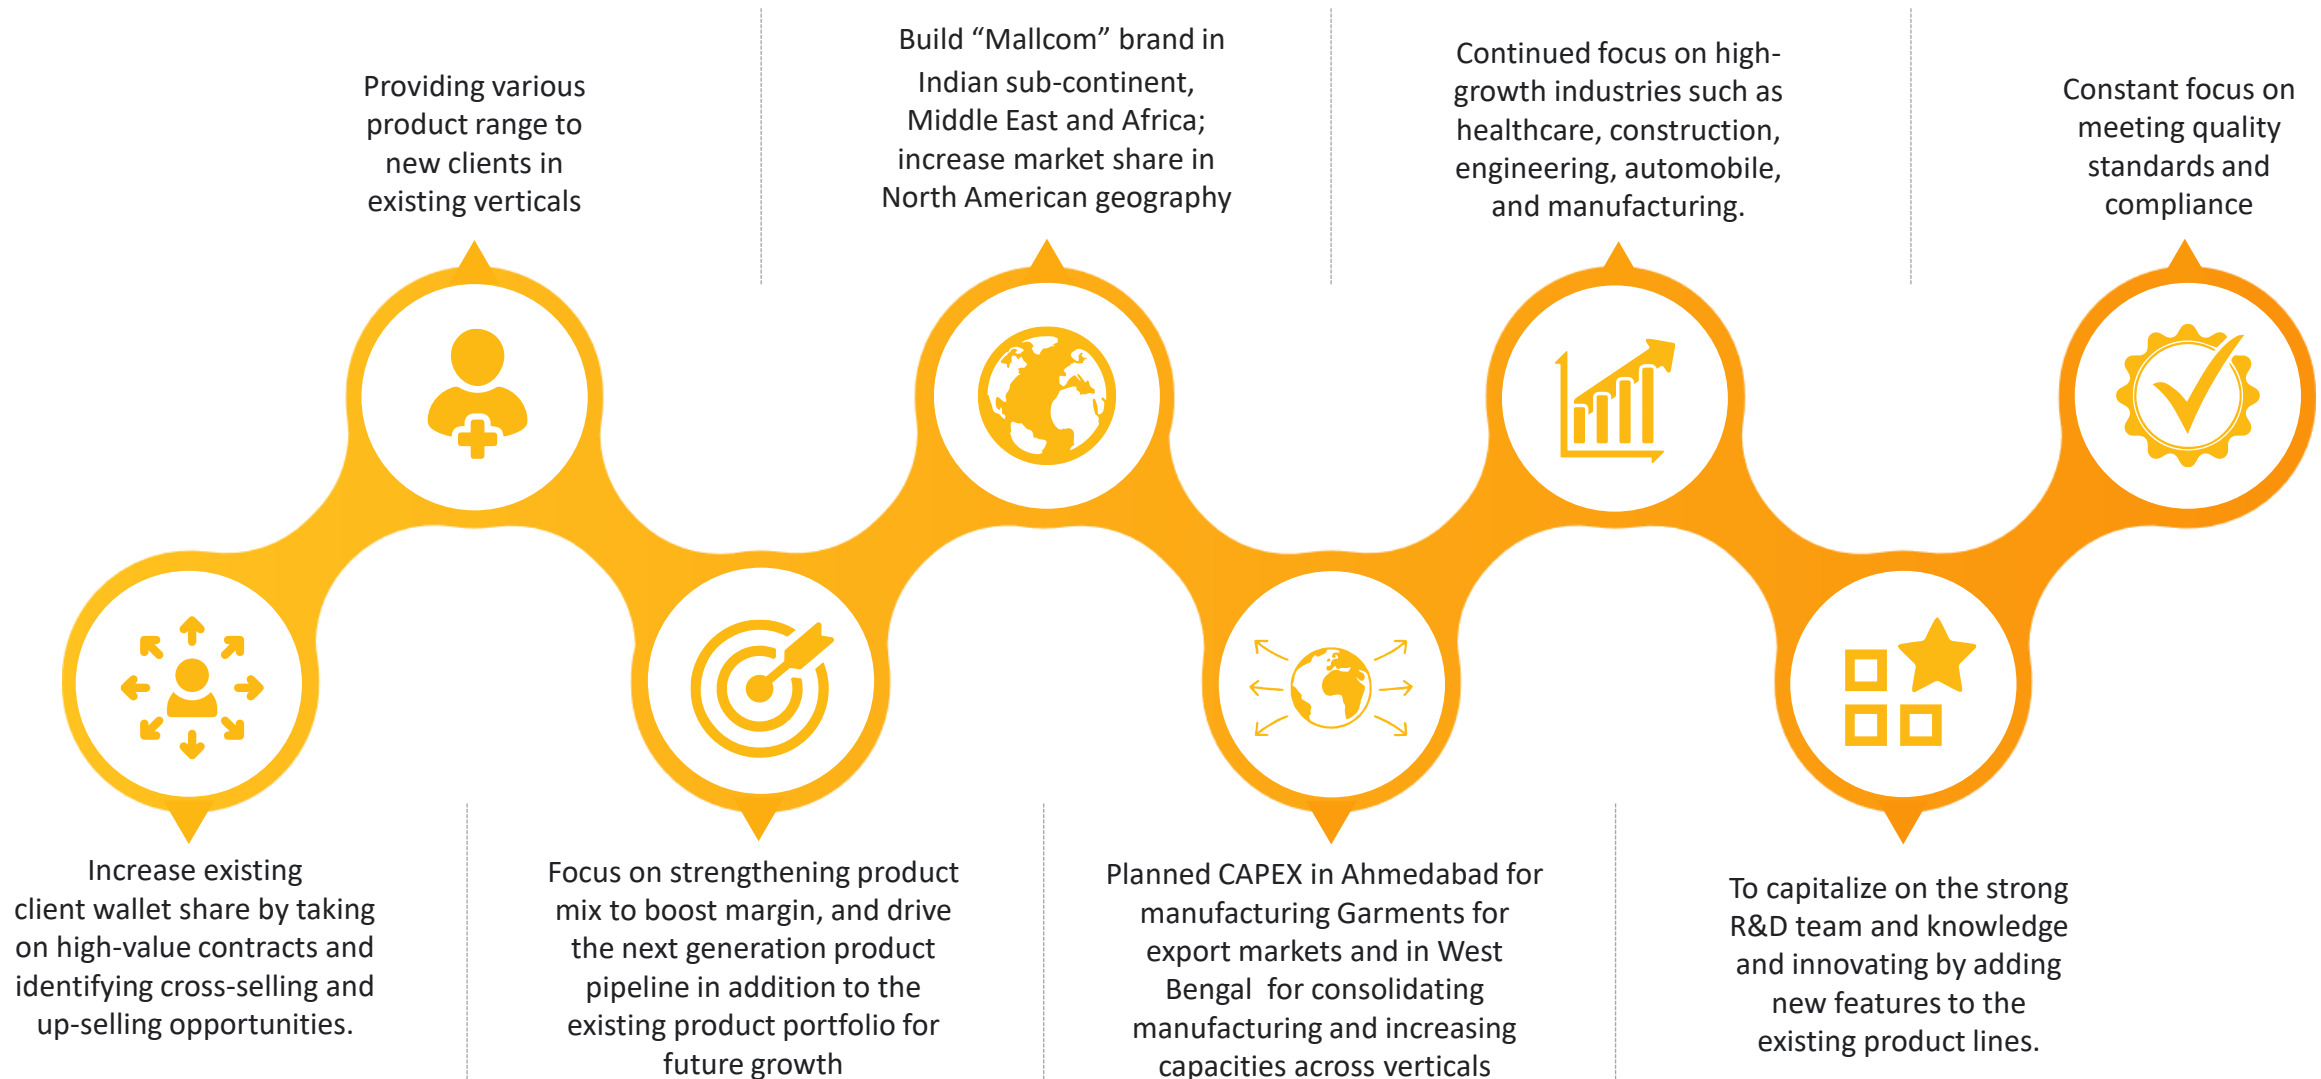 Providing various
product range to
new clients in
existing verticals
Build “Mallcom” brand in
Indian sub-continent,
Middle East and Africa;
increase market share in
North American geography
Continued focus on high-
growth industries such as
healthcare, construction,
engineering, automobile,
and manufacturing.
Constant focus on
meeting quality
standards and
compliance
Increase existing
client wallet share by taking
on high-value contracts and
identifying cross-selling and
up-selling opportunities.
Focus on strengthening product
mix to boost margin, and drive
the next generation product
pipeline in addition to the
existing product portfolio for
future growth
Planned CAPEX in Ahmedabad for
manufacturing Garments for
export markets and in West
Bengal  for consolidating
manufacturing and increasing
capacities across verticals
To capitalize on the strong
R&D team and knowledge
and innovating by adding
new features to the
existing product lines.